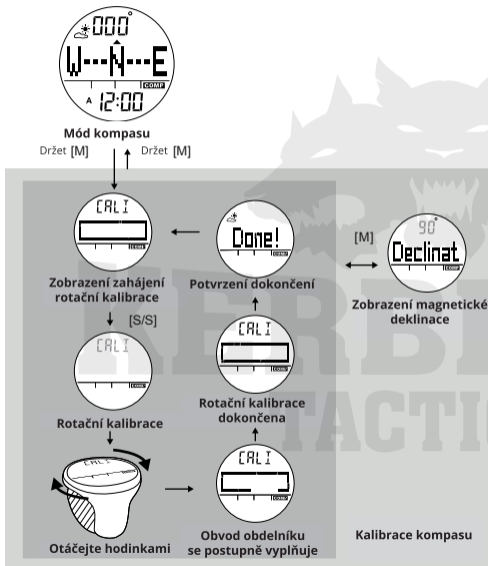 000°
W---N---E
COMP
A 12:00
Mód kompasu
Držet [M]
Držet [M]
CALI
COMP
Zobrazení zahájení
rotační kalibrace
Done!
COMP
Potvrzení dokončení
[M]
90°
Declinat
COMP
Zobrazení magnetické
deklinace
[S/S]
CALI
COMP
Rotační kalibrace
CALI
COMP
Rotační kalibrace
dokončena
CALI
Otáčejte hodinkami
CALI
COMP
Obvod obdelníku
se postupně vyplňuje
Kalibrace kompasu
TACTIC